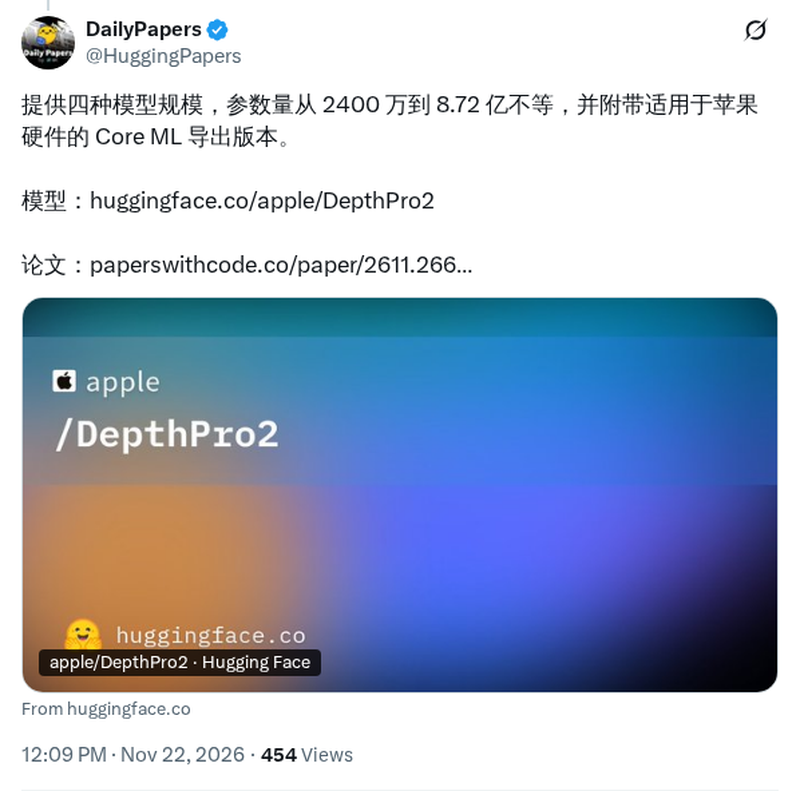 DailyPapers
@HuggingPapers
提供四种模型规模，参数量从 2400 万到 8.72 亿不等，并附带适用于苹果
硬件的 Core ML 导出版本。
模型：huggingface.co/apple/DepthPro2
论文：paperswithcode.co/paper/2611.266...
apple
/DepthPro2
huggingface.co
apple/DepthPro2 · Hugging Face
From huggingface.co
12:09 PM · Nov 22, 2026 · 454 Views